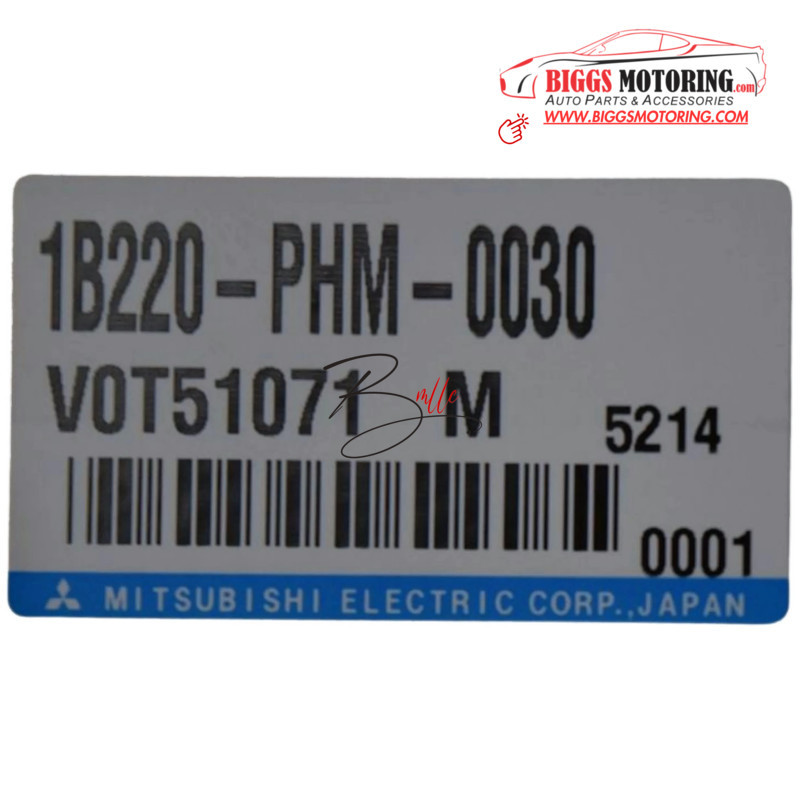 BIGGS MOTORING.com
AUTO PARTS & ACCESSORIES
WWW.BIGGSMOTORING.COM
1B220-PHM-0030
V0T51071 M
5214
0001
MITSUBISHI ELECTRIC CORP.,JAPAN